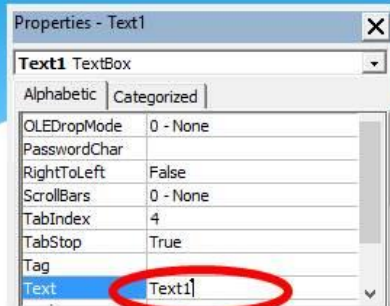 Properties - Text1
Text1 TextBox
Alphabetic Categorized
OLEDropMode 0 - None
PasswordChar
RightToLeft False
ScrollBars 0 - None
TabIndex 4
TabStop True
Tag
Text Text1